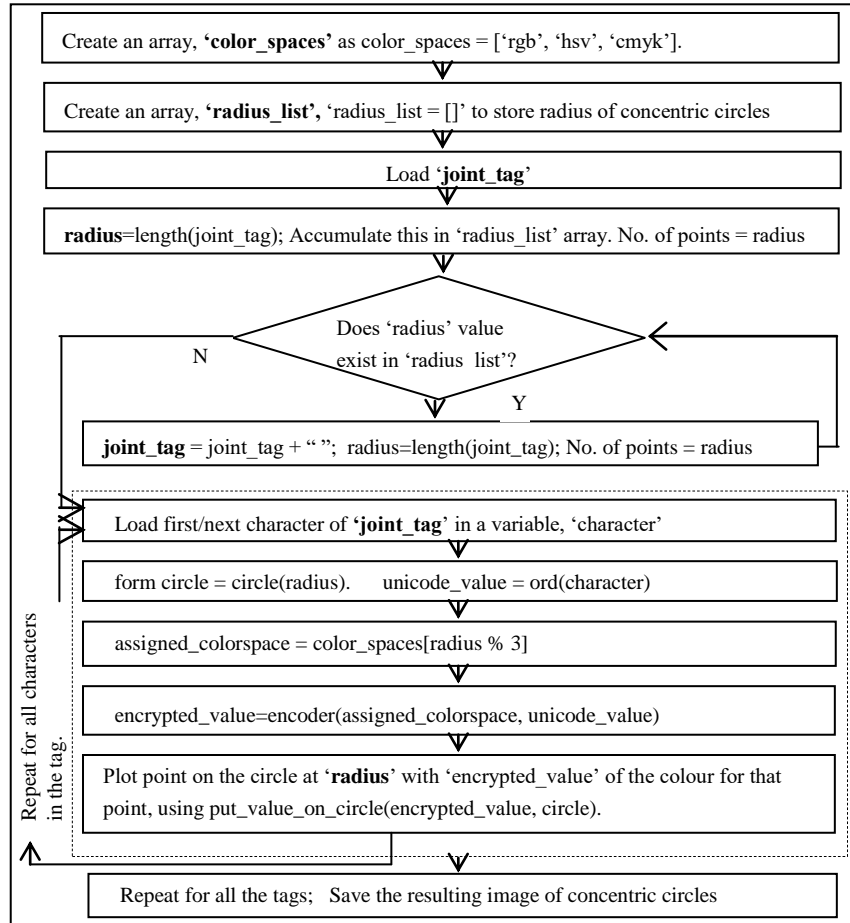 Create an array, ‘color_spaces’ as color_spaces = [‘rgb’, ‘hsv’, ‘cmyk’].
Create an array, ‘radius_list’, ‘radius_list = []’ to store radius of concentric circles
Load ‘joint_tag’
radius=length(joint_tag); Accumulate this in ‘radius_list’ array. No. of points = radius
Does ‘radius’ value
exist in ‘radius list’?
N
Y
joint_tag = joint_tag + “ ”; radius=length(joint_tag); No. of points = radius
Load first/next character of ‘joint_tag’ in a variable, ‘character’
form circle = circle(radius). unicode_value = ord(character)
assigned_colorspace = color_spaces[radius % 3]
encrypted_value=encoder(assigned_colorspace, unicode_value)
Plot point on the circle at ‘radius’ with ‘encrypted_value’ of the colour for that
point, using put_value_on_circle(encrypted_value, circle).
Repeat for all characters
in the tag.
Repeat for all the tags; Save the resulting image of concentric circles